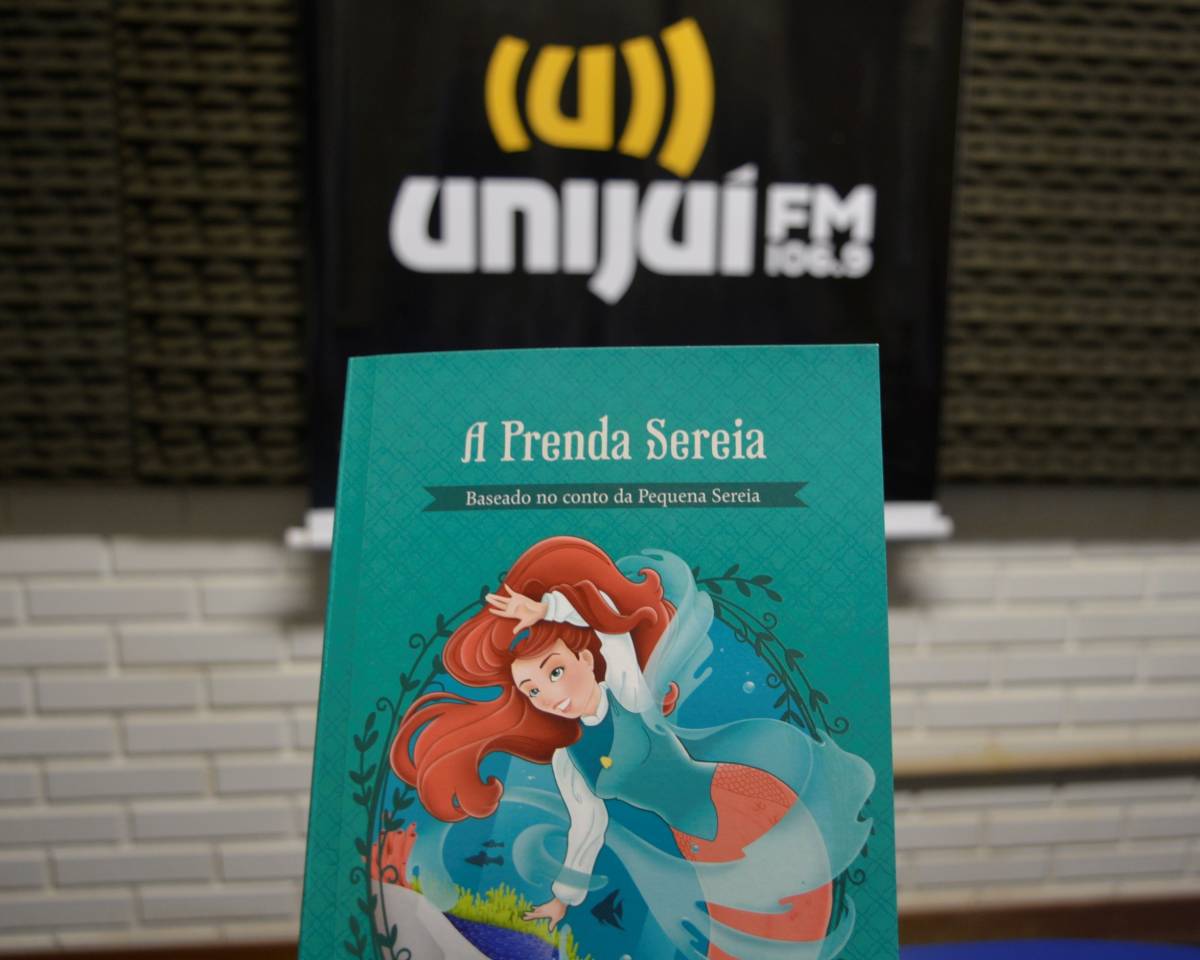 (u))
unijuí FM
106.9
A Prenda Sereia
Baseado no conto da Pequena Sereia